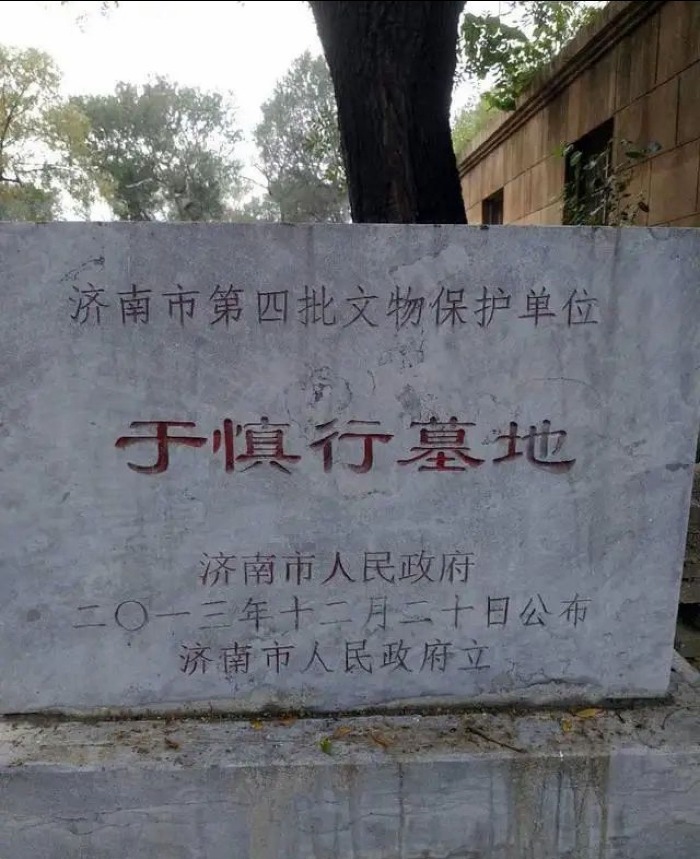 济南市第四批文物保护单位
于慎行墓地
济南市人民政府
二〇一三年十二月二十日公布
济南市人民政府立